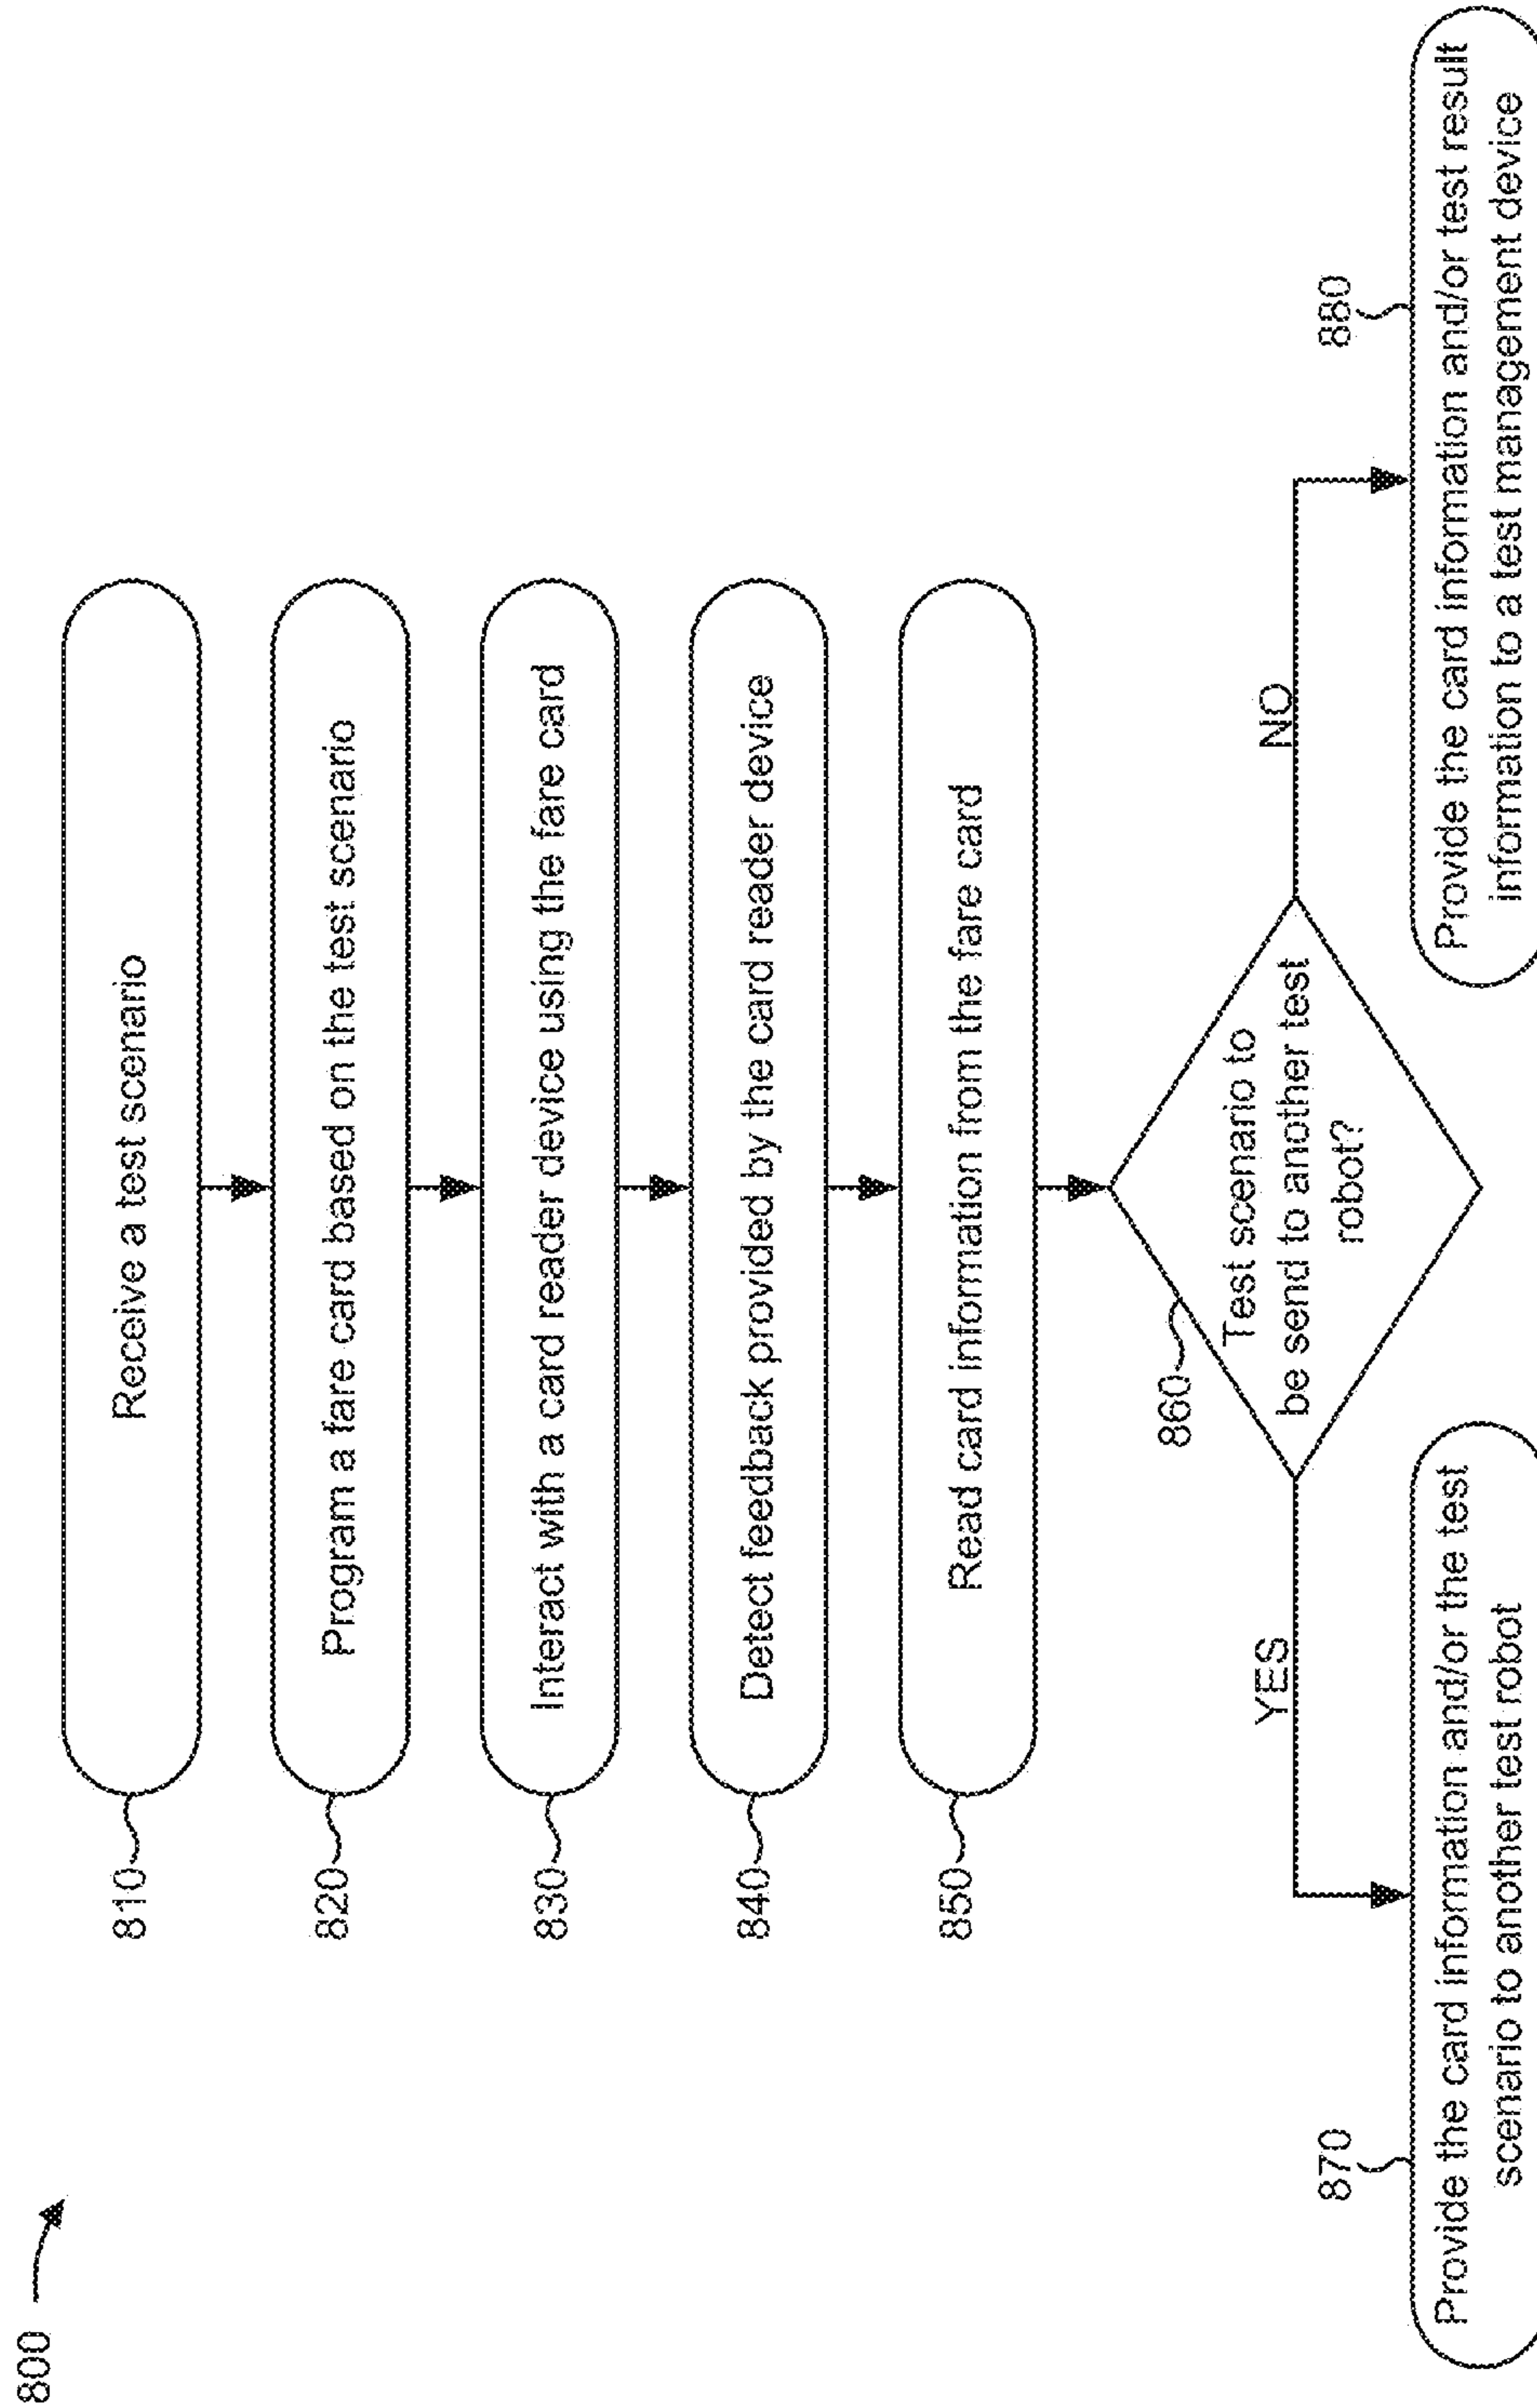 800
810
Receive a test scenario
820
Program a fare card based on the test scenario
830
Interact with a card reader device using the fare card
840
Detect feedback provided by the card reader device
850
Read card information from the fare card
860
Test scenario to
be send to another test
robot?
YES
NO
870
Provide the card information and/or the test
scenario to another test robot
880
Provide the card information and/or test result
information to a test management device